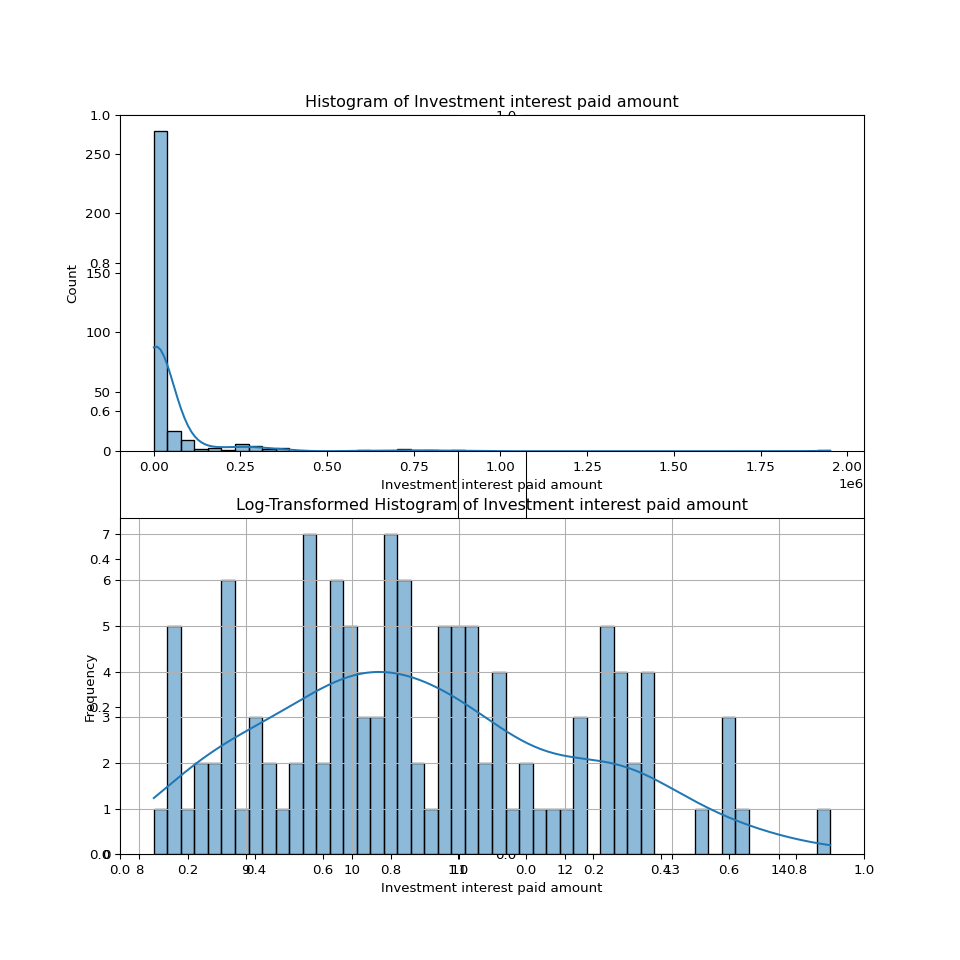 Histogram of Investment interest paid amount
1.0
1.0
250
200
0.8
150
Count
100
50
0.6
0
0.00 0.25 0.50 0.75 1.00 1.25 1.50 1.75 2.00
1e6
Investment interest paid amount
Log-Transformed Histogram of Investment interest paid amount
7
0.4
6
5
4
Frequency
0.2
3
2
1
0.0 0 0.0
0.0 8 0.2 9 0.4 0.6 10 0.8 11 1.0 0.0 12 0.2 0.4 13 0.6 14 0.8 1.0
Investment interest paid amount